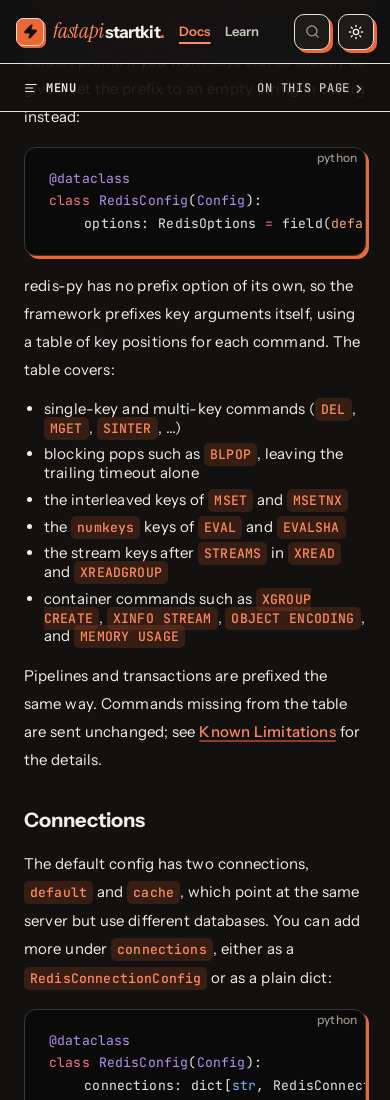 fastapi startkit. Docs Learn
MENU ON THIS PAGE
instead:
python
@dataclass
class RedisConfig(Config):
options: RedisOptions = field(defa
redis-py has no prefix option of its own, so the
framework prefixes key arguments itself, using
a table of key positions for each command. The
table covers:
• single-key and multi-key commands (DEL,
MGET, SINTER, …)
• blocking pops such as BLPOP, leaving the
trailing timeout alone
• the interleaved keys of MSET and MSETNX
• the numkeys keys of EVAL and EVALSHA
• the stream keys after STREAMS in XREAD
and XREADGROUP
• container commands such as XGROUP
CREATE, XINFO STREAM, OBJECT ENCODING,
and MEMORY USAGE
Pipelines and transactions are prefixed the
same way. Commands missing from the table
are sent unchanged; see Known Limitations for
the details.
Connections
The default config has two connections,
default and cache, which point at the same
server but use different databases. You can add
more under connections, either as a
RedisConnectionConfig or as a plain dict:
python
@dataclass
class RedisConfig(Config):
connections: dict[str, RedisConnect